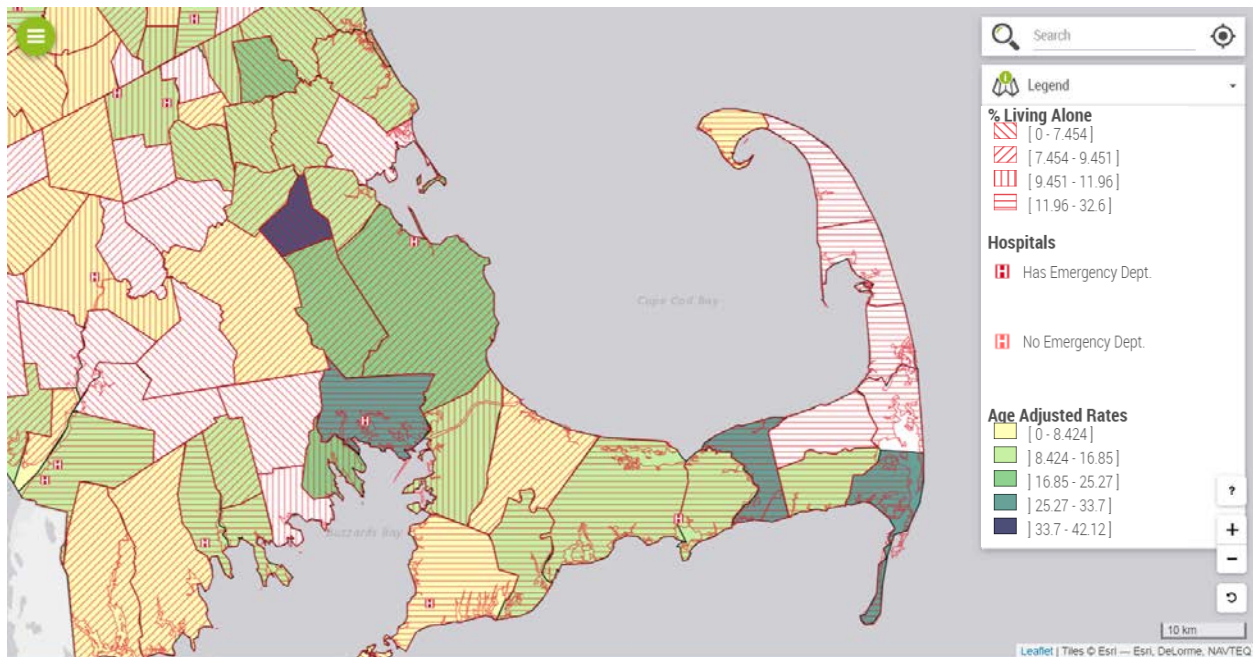 Search
Legend
% Living Alone
[ 0 - 7.454 ]
[ 7.454 - 9.451 ]
[ 9.451 - 11.96 ]
[ 11.96 - 32.6 ]
Hospitals
H Has Emergency Dept.
H No Emergency Dept.
Age Adjusted Rates
[ 0 - 8.424 ]
] 8.424 - 16.85 ]
] 16.85 - 25.27 ]
] 25.27 - 33.7 ]
] 33.7 - 42.12 ]
Cape Cod Bay
Buzzards Bay
?
+
−
10 km
Leaflet | Tiles © Esri — Esri, DeLorme, NAVTEQ